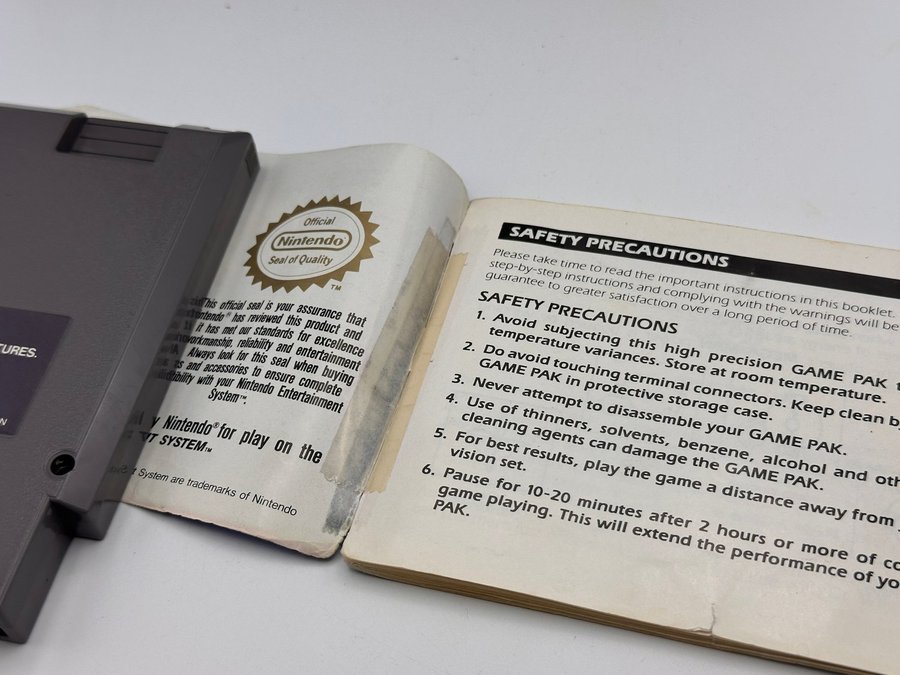 TURES.
ON
Official
Nintendo
Seal of Quality
TM
This official seal is your assurance that
Nintendo® has reviewed this product and
it has met our standards for excellence
workmanship, reliability and entertainment
Always look for this seal when buying
and accessories to ensure complete
with your Nintendo Entertainment
System™.
by Nintendo® for play on the
SYSTEM™
System are trademarks of Nintendo
SAFETY PRECAUTIONS
Please take time to read the important instructions in this booklet.
step-by-step instructions and complying with the warnings will be
guarantee to greater satisfaction over a long period of time.
SAFETY PRECAUTIONS
1. Avoid subjecting this high precision GAME PAK t
temperature variances. Store at room temperature.
2. Do avoid touching terminal connectors. Keep clean by
GAME PAK in protective storage case.
3. Never attempt to disassemble your GAME PAK.
4. Use of thinners, solvents, benzene, alcohol and oth
cleaning agents can damage the GAME PAK.
5. For best results, play the game a distance away from
vision set.
6. Pause for 10-20 minutes after 2 hours or more of co
game playing. This will extend the performance of yo
PAK.